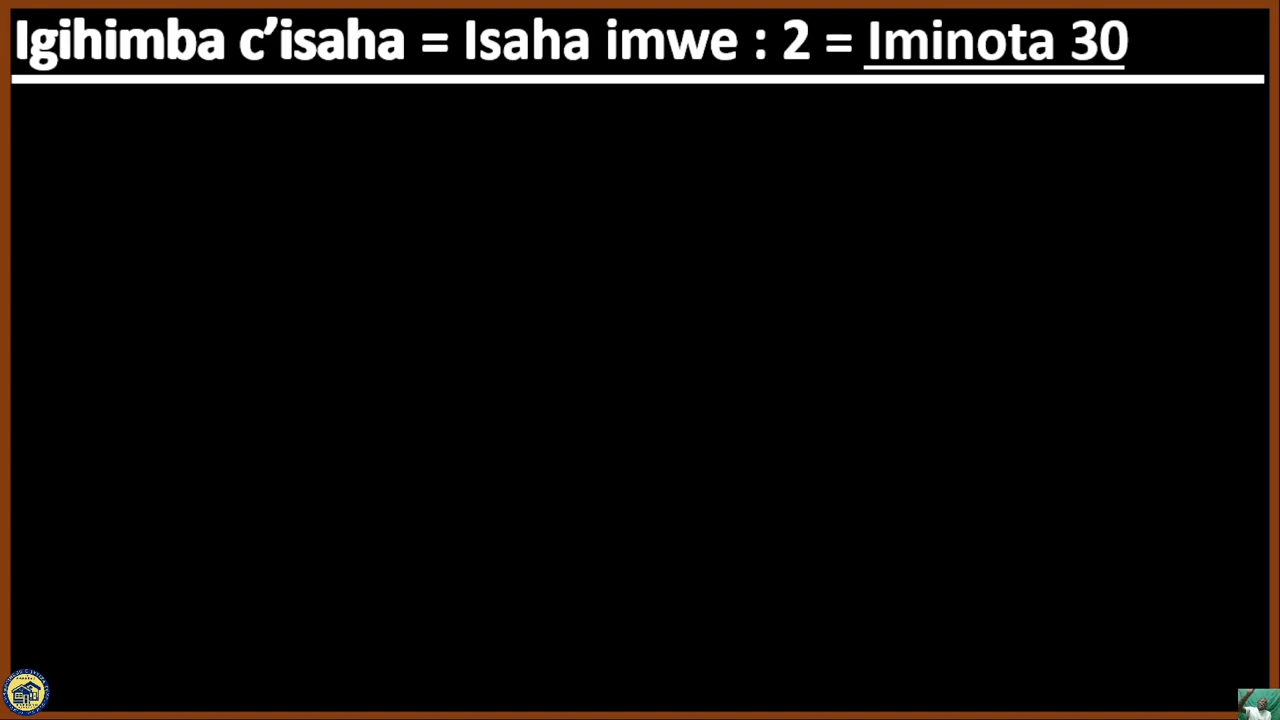 Igihimba c’isaha = Isaha imwe : 2 = Iminota 30